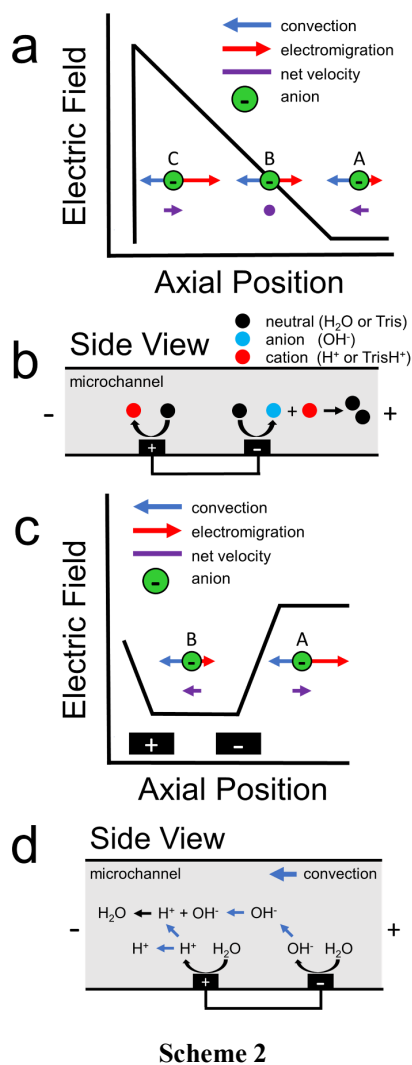 a
Electric Field
convection
electromigration
net velocity
- anion
C B A
- - -
Axial Position
b
Side View
neutral (H₂O or Tris)
anion (OH⁻)
cation (H⁺ or TrisH⁺)
microchannel
- + +
+ -
c
Electric Field
convection
electromigration
net velocity
- anion
B A
- -
+ -
Axial Position
d
Side View
microchannel convection
H₂O H⁺ + OH⁻ OH⁻
- +
H⁺ H⁺ H₂O OH⁻ H₂O
+ -
Scheme 2